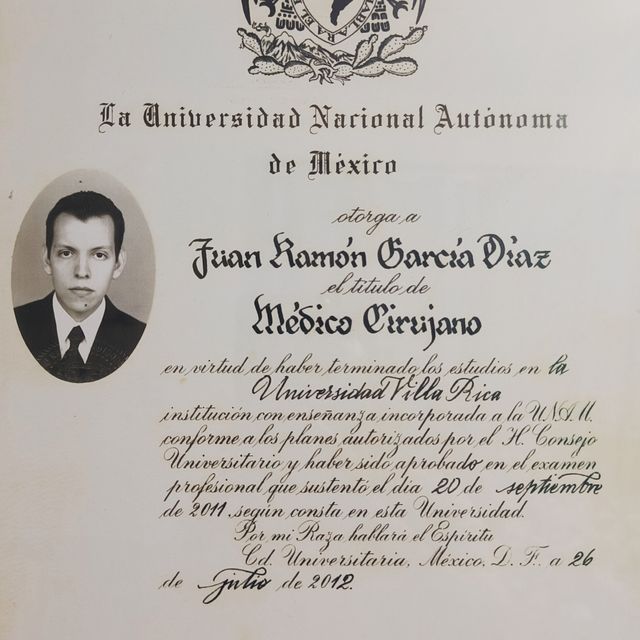 HABLARA EL
La Universidad Nacional Autónoma
de México
otorga a
Juan Ramón García Díaz
el título de
Médico Cirujano
en virtud de haber terminado los estudios en la
Universidad Villa Rica
institución con enseñanza incorporada a la U.N.A.M.
conforme a los planes autorizados por el H. Consejo
Universitario y haber sido aprobado en el examen
profesional que sustentó el día 20 de septiembre
de 2011, según consta en esta Universidad.
Por mi Raza hablará el Espíritu
Cd. Universitaria, México, D. F. a 26
de julio de 2012.